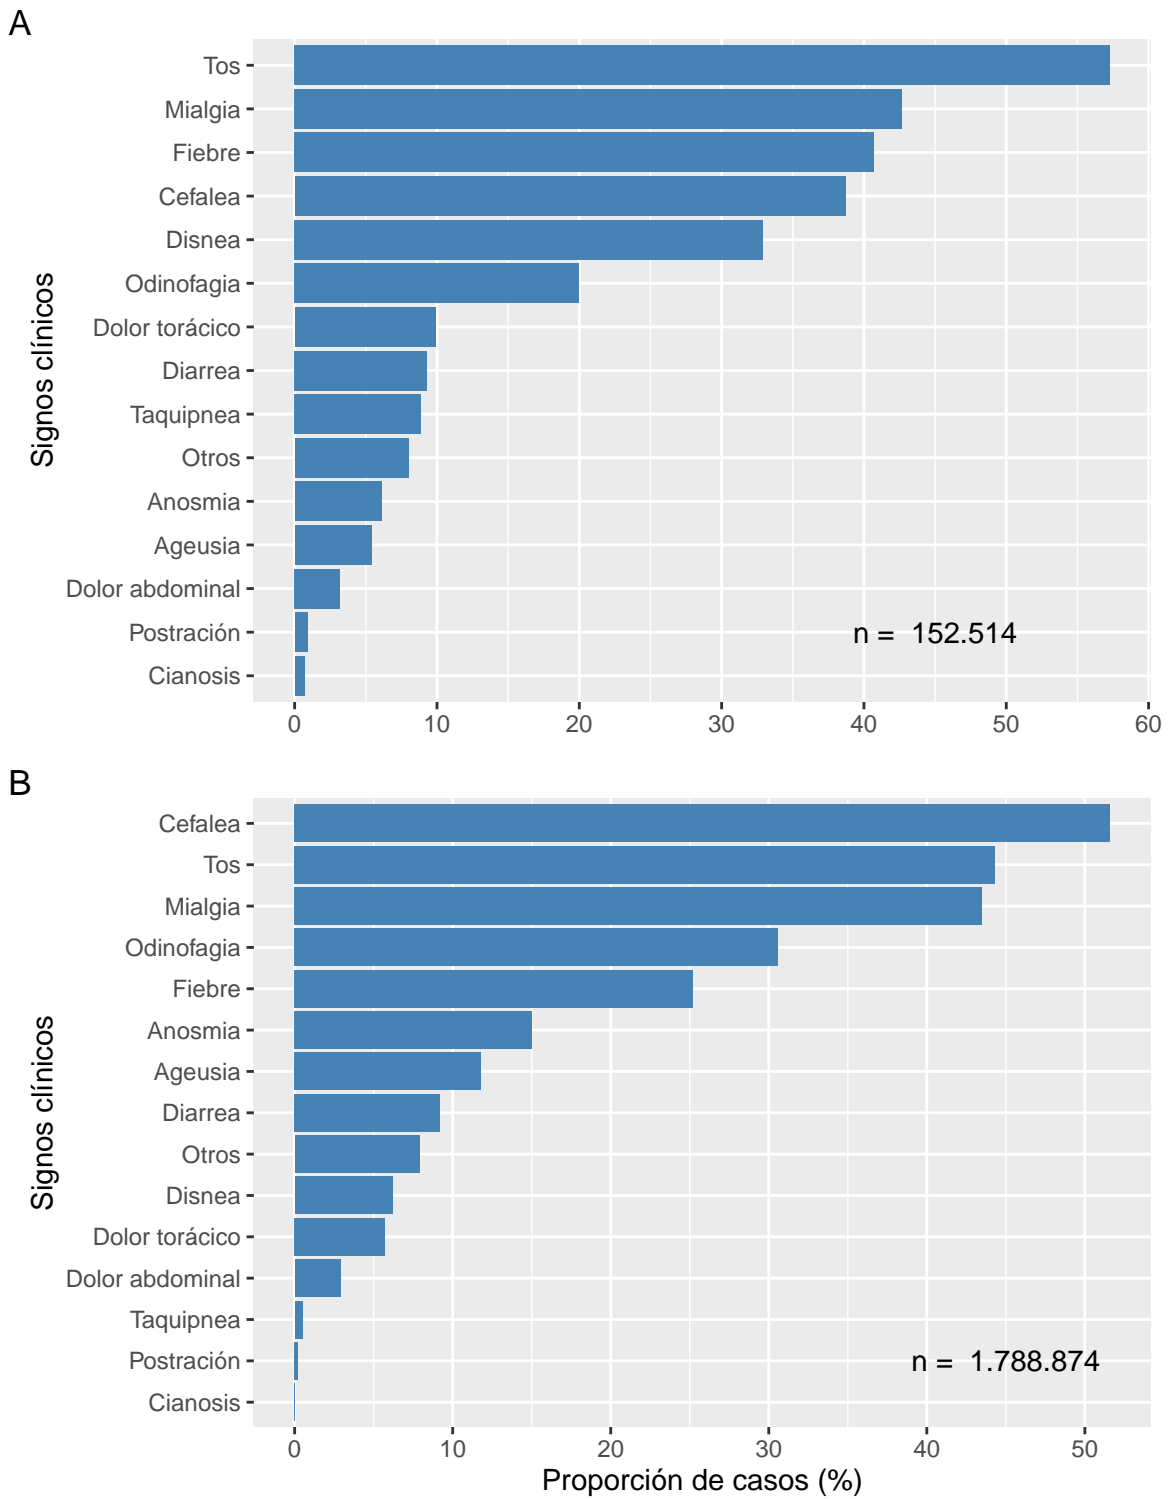 A
Tos
Mialgia
Fiebre
Cefalea
Disnea
Odinofagia
Dolor torácico
Diarrea
Taquipnea
Otros
Anosmia
Ageusia
Dolor abdominal
Postración
Cianosis
Signos clínicos
n = 152.514
0 10 20 30 40 50 60
B
Cefalea
Tos
Mialgia
Odinofagia
Fiebre
Anosmia
Ageusia
Diarrea
Otros
Disnea
Dolor torácico
Dolor abdominal
Taquipnea
Postración
Cianosis
Signos clínicos
n = 1.788.874
0 10 20 30 40 50
Proporción de casos (%)